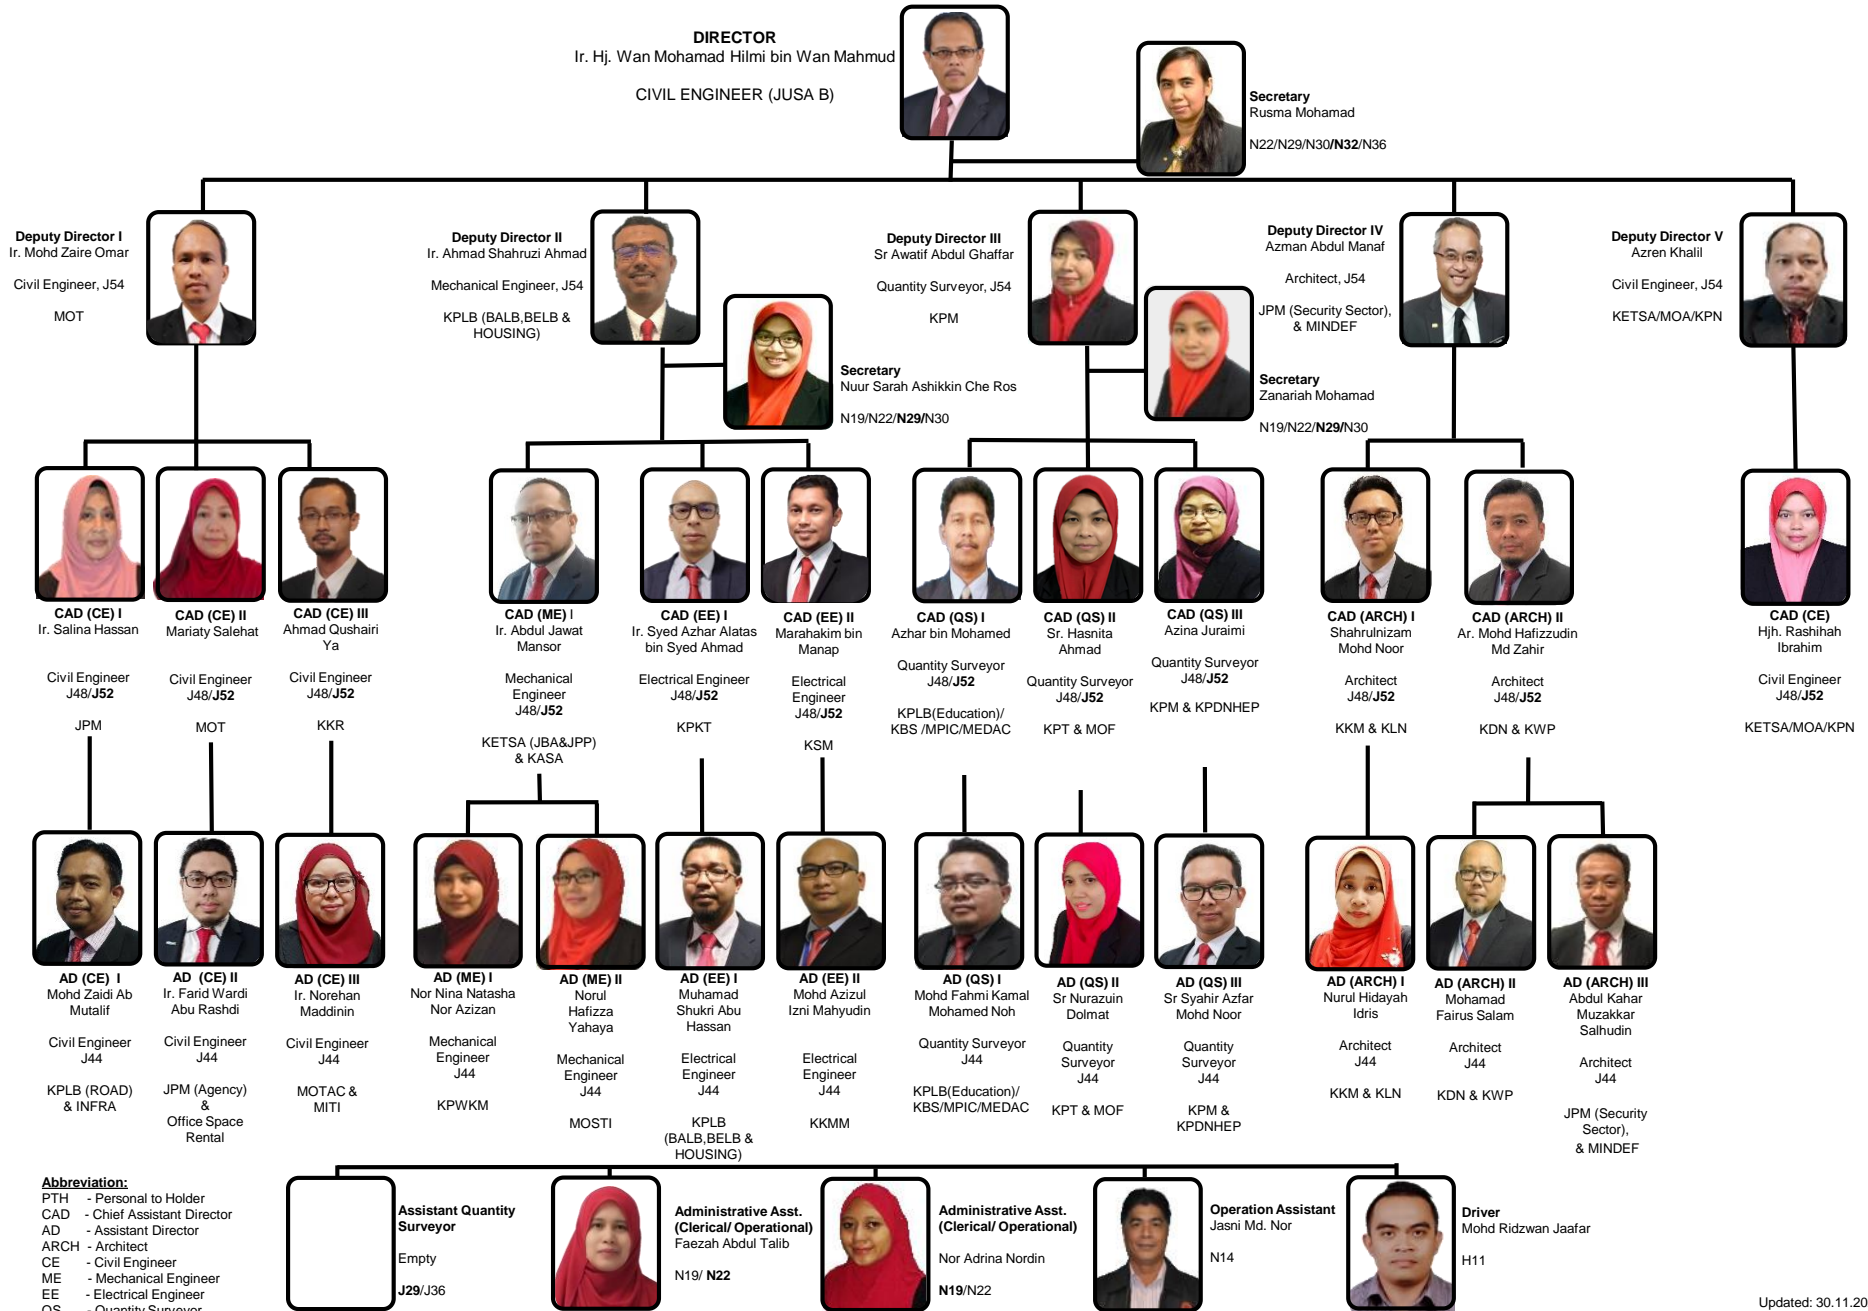 DIRECTOR
Ir. Hj. Wan Mohamad Hilmi bin Wan Mahmud
CIVIL ENGINEER (JUSA B)
Secretary
Rusma Mohamad
N22/N29/N30/N32/N36
Deputy Director I
Ir. Mohd Zaire Omar
Civil Engineer, J54
MOT
Deputy Director II
Ir. Ahmad Shahruzi Ahmad
Mechanical Engineer, J54
KPLB (BALB,BELB &
HOUSING)
Secretary
Nuur Sarah Ashikkin Che Ros
N19/N22/N29/N30
Deputy Director III
Sr Awatif Abdul Ghaffar
Quantity Surveyor, J54
KPM
Secretary
Zanariah Mohamad
N19/N22/N29/N30
Deputy Director IV
Azman Abdul Manaf
Architect, J54
JPM (Security Sector),
& MINDEF
Deputy Director V
Azren Khalil
Civil Engineer, J54
KETSA/MOA/KPN
CAD (CE) I
Ir. Salina Hassan
Civil Engineer
J48/J52
JPM
CAD (CE) II
Mariaty Salehat
Civil Engineer
J48/J52
MOT
CAD (CE) III
Ahmad Qushairi
Ya
Civil Engineer
J48/J52
KKR
CAD (ME) I
Ir. Abdul Jawat
Mansor
Mechanical
Engineer
J48/J52
KETSA (JBA&JPP)
& KASA
CAD (EE) I
Ir. Syed Azhar Alatas
bin Syed Ahmad
Electrical Engineer
J48/J52
KPKT
CAD (EE) II
Marahakim bin
Manap
Electrical
Engineer
J48/J52
KSM
CAD (QS) I
Azhar bin Mohamed
Quantity Surveyor
J48/J52
KPLB(Education)/
KBS /MPIC/MEDAC
CAD (QS) II
Sr. Hasnita
Ahmad
Quantity Surveyor
J48/J52
KPT & MOF
CAD (QS) III
Azina Juraimi
Quantity Surveyor
J48/J52
KPM & KPDNHEP
CAD (ARCH) I
Shahrulnizam
Mohd Noor
Architect
J48/J52
KKM & KLN
CAD (ARCH) II
Ar. Mohd Hafizzudin
Md Zahir
Architect
J48/J52
KDN & KWP
CAD (CE)
Hjh. Rashihah
Ibrahim
Civil Engineer
J48/J52
KETSA/MOA/KPN
AD (CE) I
Mohd Zaidi Ab
Mutalif
Civil Engineer
J44
KPLB (ROAD)
& INFRA
AD (CE) II
Ir. Farid Wardi
Abu Rashdi
Civil Engineer
J44
JPM (Agency)
&
Office Space
Rental
AD (CE) III
Ir. Norehan
Maddinin
Civil Engineer
J44
MOTAC &
MITI
AD (ME) I
Nor Nina Natasha
Nor Azizan
Mechanical
Engineer
J44
KPWKM
AD (ME) II
Norul
Hafizza
Yahaya
Mechanical
Engineer
J44
MOSTI
AD (EE) I
Muhamad
Shukri Abu
Hassan
Electrical
Engineer
J44
KPLB
(BALB,BELB &
HOUSING)
AD (EE) II
Mohd Azizul
Izni Mahyudin
Electrical
Engineer
J44
KKMM
AD (QS) I
Mohd Fahmi Kamal
Mohamed Noh
Quantity Surveyor
J44
KPLB(Education)/
KBS/MPIC/MEDAC
AD (QS) II
Sr Nurazuin
Dolmat
Quantity
Surveyor
J44
KPT & MOF
AD (QS) III
Sr Syahir Azfar
Mohd Noor
Quantity
Surveyor
J44
KPM &
KPDNHEP
AD (ARCH) I
Nurul Hidayah
Idris
Architect
J44
KKM & KLN
AD (ARCH) II
Mohamad
Fairus Salam
Architect
J44
KDN & KWP
AD (ARCH) III
Abdul Kahar
Muzakkar
Salhudin
Architect
J44
JPM (Security
Sector),
& MINDEF
Abbreviation:
PTH - Personal to Holder
CAD - Chief Assistant Director
AD - Assistant Director
ARCH - Architect
CE - Civil Engineer
ME - Mechanical Engineer
EE - Electrical Engineer
QS - Quantity Surveyor
Assistant Quantity
Surveyor
Empty
J29/J36
Administrative Asst.
(Clerical/ Operational)
Faezah Abdul Talib
N19/ N22
Administrative Asst.
(Clerical/ Operational)
Nor Adrina Nordin
N19/N22
Operation Assistant
Jasni Md. Nor
N14
Driver
Mohd Ridzwan Jaafar
H11
Updated: 30.11.20